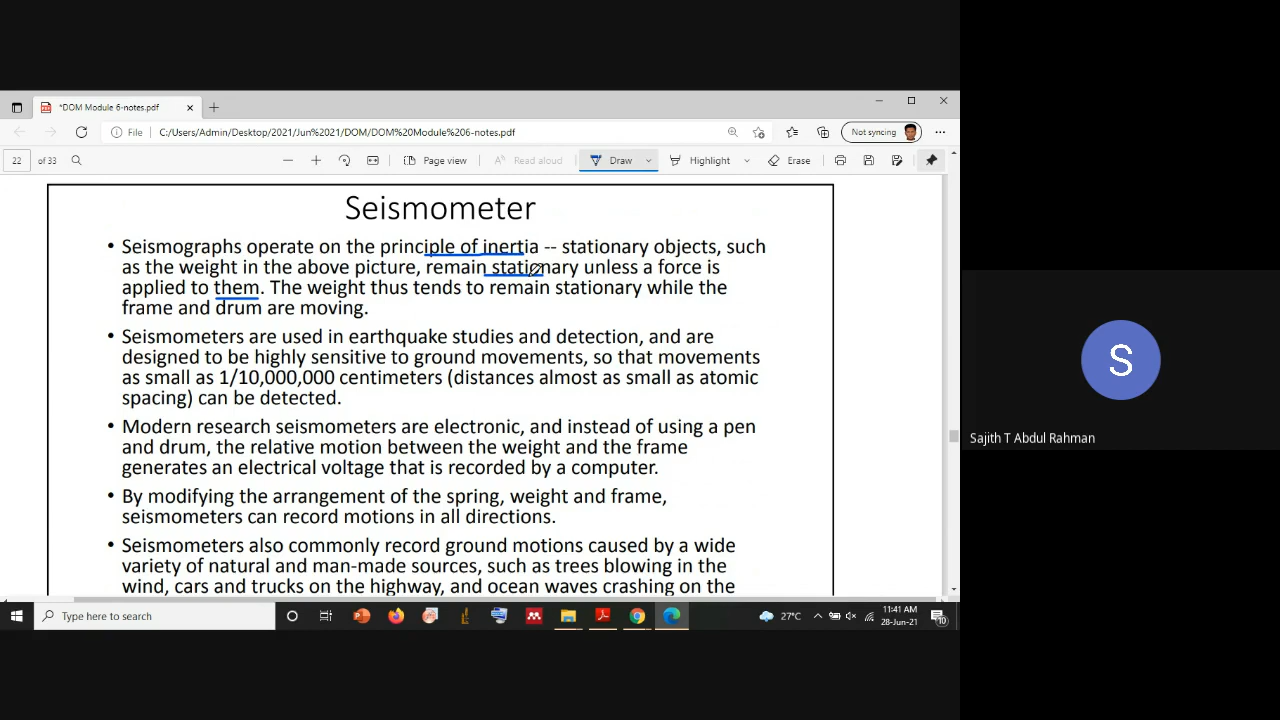 *DOM Module 6-notes.pdf
File
C:/Users/Admin/Desktop/2021/Jun%2021/DOM/DOM%20Module%206-notes.pdf
Not syncing
22 of 33
Page view
Read aloud
Draw
Highlight
Erase
Seismometer
• Seismographs operate on the principle of inertia -- stationary objects, such
as the weight in the above picture, remain stationary unless a force is
applied to them. The weight thus tends to remain stationary while the
frame and drum are moving.
• Seismometers are used in earthquake studies and detection, and are
designed to be highly sensitive to ground movements, so that movements
as small as 1/10,000,000 centimeters (distances almost as small as atomic
spacing) can be detected.
• Modern research seismometers are electronic, and instead of using a pen
and drum, the relative motion between the weight and the frame
generates an electrical voltage that is recorded by a computer.
• By modifying the arrangement of the spring, weight and frame,
seismometers can record motions in all directions.
• Seismometers also commonly record ground motions caused by a wide
variety of natural and man-made sources, such as trees blowing in the
wind, cars and trucks on the highway, and ocean waves crashing on the
S
Sajith T Abdul Rahman
Type here to search
27°C
11:41 AM
28-Jun-21
10